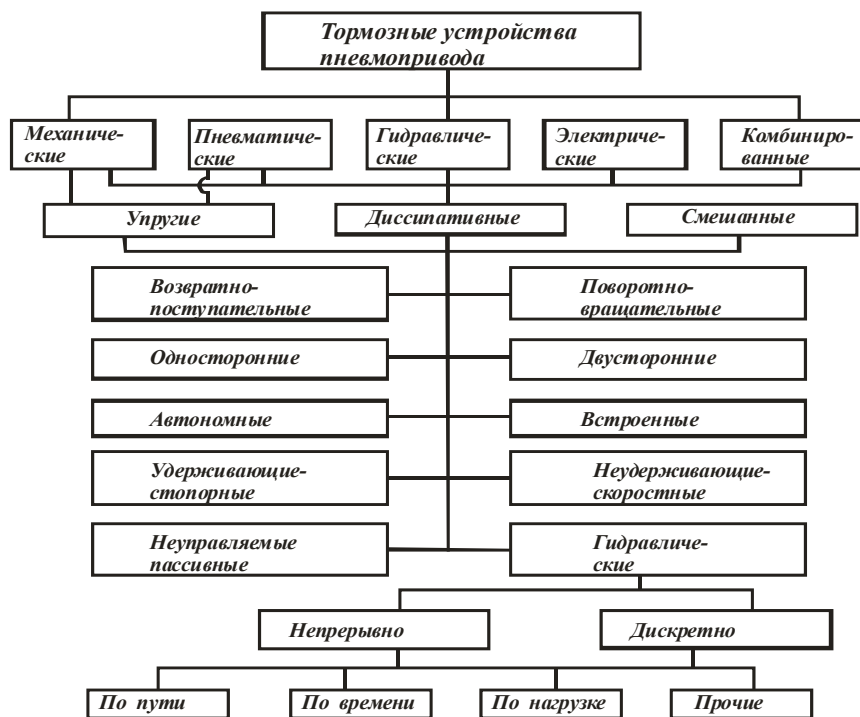 Тормозные устройства
пневмопривода
Механиче-
ские
Пневматиче-
ские
Гидравличе-
ские
Электриче-
ские
Комбиниро-
ванные
Упругие
Диссипативные
Смешанные
Возвратно-
поступательные
Поворотно-
вращательные
Односторонние
Двусторонние
Автономные
Встроенные
Удерживающие-
стопорные
Неудерживающие-
скоростные
Неуправляемые
пассивные
Гидравличе-
ские
Непрерывно
Дискретно
По пути
По времени
По нагрузке
Прочие